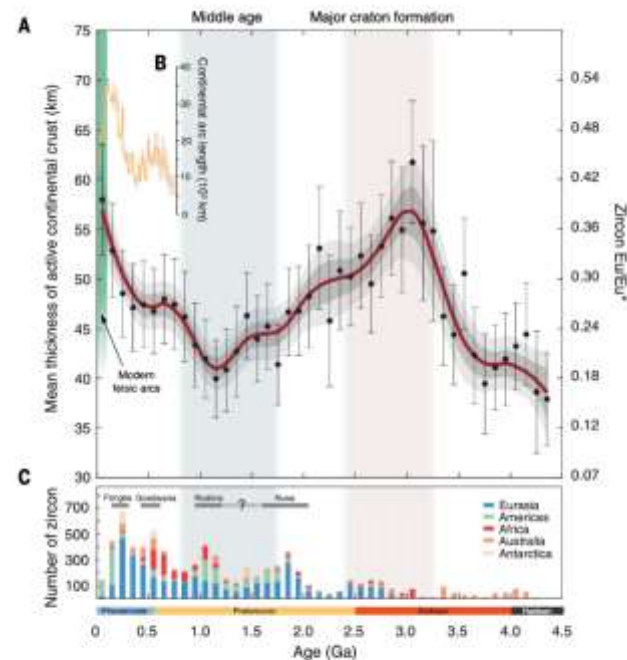 Middle age
Major craton formation
A
75
70
65
60
55
50
45
40
35
30
Mean thickness of active continental crust (km)
B
40
30
20
10
0
Continental arc length (10³ km)
Modern
felsic arcs
0.54
0.48
0.42
0.36
0.30
0.24
0.18
0.12
0.07
Zircon Eu/Eu*
C
Number of zircon
700
500
300
100
Pangea
Gondwana
Rodinia
?
Nuna
Eurasia
Americas
Africa
Australia
Antarctica
Phanerozoic
Proterozoic
Archean
Hadean
0 0.5 1.0 1.5 2.0 2.5 3.0 3.5 4.0 4.5
Age (Ga)